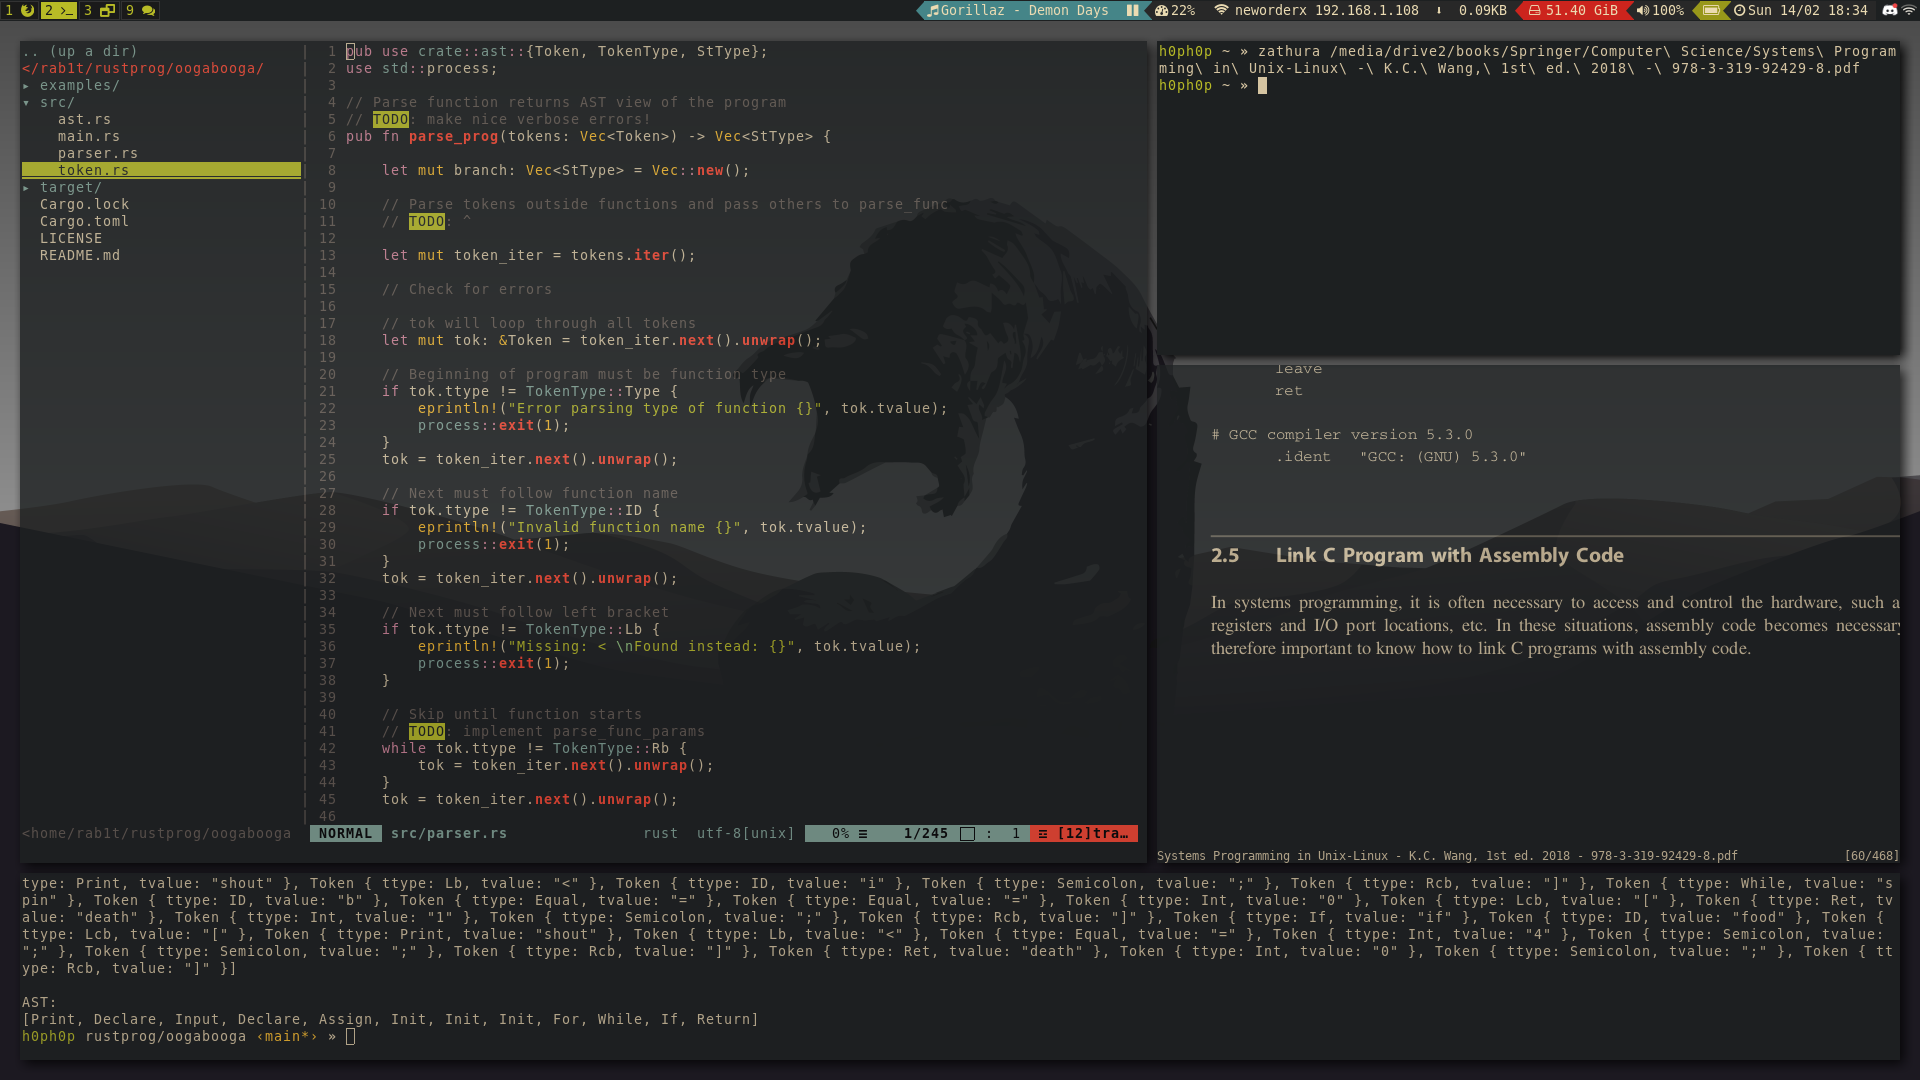 1 2 3 9 Gorillaz - Demon Days 22% neworderx 192.168.1.108 0.09KB 51.40 GiB 100% Sun 14/02 18:34
.. (up a dir)
</rab1t/rustprog/oogabooga/
▸ examples/
▾ src/
ast.rs
main.rs
parser.rs
token.rs
▸ target/
Cargo.lock
Cargo.toml
LICENSE
README.md
<home/rab1t/rustprog/oogabooga
1 pub use crate::ast::{Token, TokenType, StType};
2 use std::process;
3
4 // Parse function returns AST view of the program
5 // TODO: make nice verbose errors!
6 pub fn parse_prog(tokens: Vec<Token>) -> Vec<StType> {
7
8 let mut branch: Vec<StType> = Vec::new();
9
10 // Parse tokens outside functions and pass others to parse_func
11 // TODO: ^
12
13 let mut token_iter = tokens.iter();
14
15 // Check for errors
16
17 // tok will loop through all tokens
18 let mut tok: &Token = token_iter.next().unwrap();
19
20 // Beginning of program must be function type
21 if tok.ttype != TokenType::Type {
22 eprintln!("Error parsing type of function {}", tok.tvalue);
23 process::exit(1);
24 }
25 tok = token_iter.next().unwrap();
26
27 // Next must follow function name
28 if tok.ttype != TokenType::ID {
29 eprintln!("Invalid function name {}", tok.tvalue);
30 process::exit(1);
31 }
32 tok = token_iter.next().unwrap();
33
34 // Next must follow left bracket
35 if tok.ttype != TokenType::Lb {
36 eprintln!("Missing: < \nFound instead: {}", tok.tvalue);
37 process::exit(1);
38 }
39
40 // Skip until function starts
41 // TODO: implement parse_func_params
42 while tok.ttype != TokenType::Rb {
43 tok = token_iter.next().unwrap();
44 }
45 tok = token_iter.next().unwrap();
46
NORMAL src/parser.rs rust utf-8[unix] 0% ≡ 1/245 : 1 [12]tra…
h0ph0p ~ » zathura /media/drive2/books/Springer/Computer\ Science/Systems\ Program
ming\ in\ Unix-Linux\ -\ K.C.\ Wang,\ 1st\ ed.\ 2018\ -\ 978-3-319-92429-8.pdf
h0ph0p ~ »
leave
ret
# GCC compiler version 5.3.0
.ident "GCC: (GNU) 5.3.0"
2.5 Link C Program with Assembly Code
In systems programming, it is often necessary to access and control the hardware, such a
registers and I/O port locations, etc. In these situations, assembly code becomes necessary
therefore important to know how to link C programs with assembly code.
Systems Programming in Unix-Linux - K.C. Wang, 1st ed. 2018 - 978-3-319-92429-8.pdf [60/468]
type: Print, tvalue: "shout" }, Token { ttype: Lb, tvalue: "<" }, Token { ttype: ID, tvalue: "i" }, Token { ttype: Semicolon, tvalue: ";" }, Token { ttype: Rcb, tvalue: "]" }, Token { ttype: While, tvalue: "s
pin" }, Token { ttype: ID, tvalue: "b" }, Token { ttype: Equal, tvalue: "=" }, Token { ttype: Equal, tvalue: "=" }, Token { ttype: Int, tvalue: "0" }, Token { ttype: Lcb, tvalue: "[" }, Token { ttype: Ret, tv
alue: "death" }, Token { ttype: Int, tvalue: "1" }, Token { ttype: Semicolon, tvalue: ";" }, Token { ttype: Rcb, tvalue: "]" }, Token { ttype: If, tvalue: "if" }, Token { ttype: ID, tvalue: "food" }, Token {
ttype: Lcb, tvalue: "[" }, Token { ttype: Print, tvalue: "shout" }, Token { ttype: Lb, tvalue: "<" }, Token { ttype: Equal, tvalue: "=" }, Token { ttype: Int, tvalue: "4" }, Token { ttype: Semicolon, tvalue:
";" }, Token { ttype: Semicolon, tvalue: ";" }, Token { ttype: Rcb, tvalue: "]" }, Token { ttype: Ret, tvalue: "death" }, Token { ttype: Int, tvalue: "0" }, Token { ttype: Semicolon, tvalue: ";" }, Token { tt
ype: Rcb, tvalue: "]" }]
AST:
[Print, Declare, Input, Declare, Assign, Init, Init, Init, For, While, If, Return]
h0ph0p rustprog/oogabooga ‹main*› »